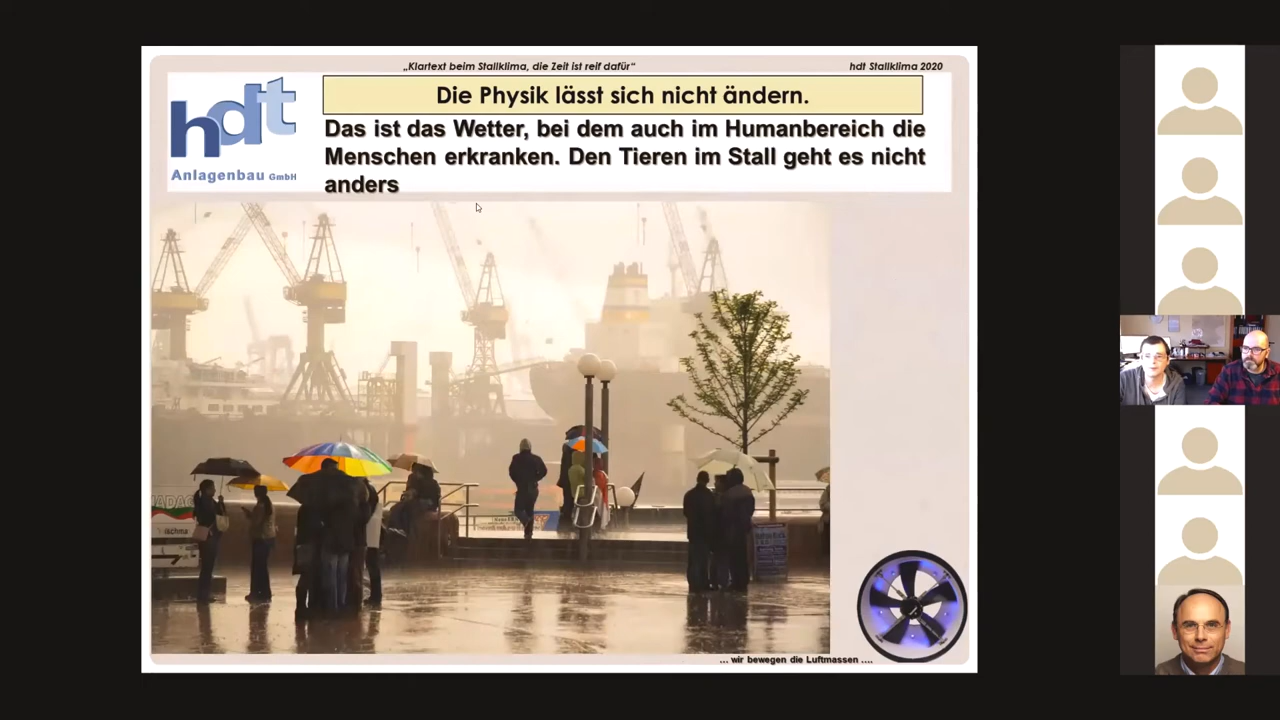 „Klartext beim Stallklima, die Zeit ist reif dafür“
hdt Stallklima 2020
hdt
Anlagenbau GmbH
Die Physik lässt sich nicht ändern.
Das ist das Wetter, bei dem auch im Humanbereich die
Menschen erkranken. Den Tieren im Stall geht es nicht
anders
... wir bewegen die Luftmassen ....